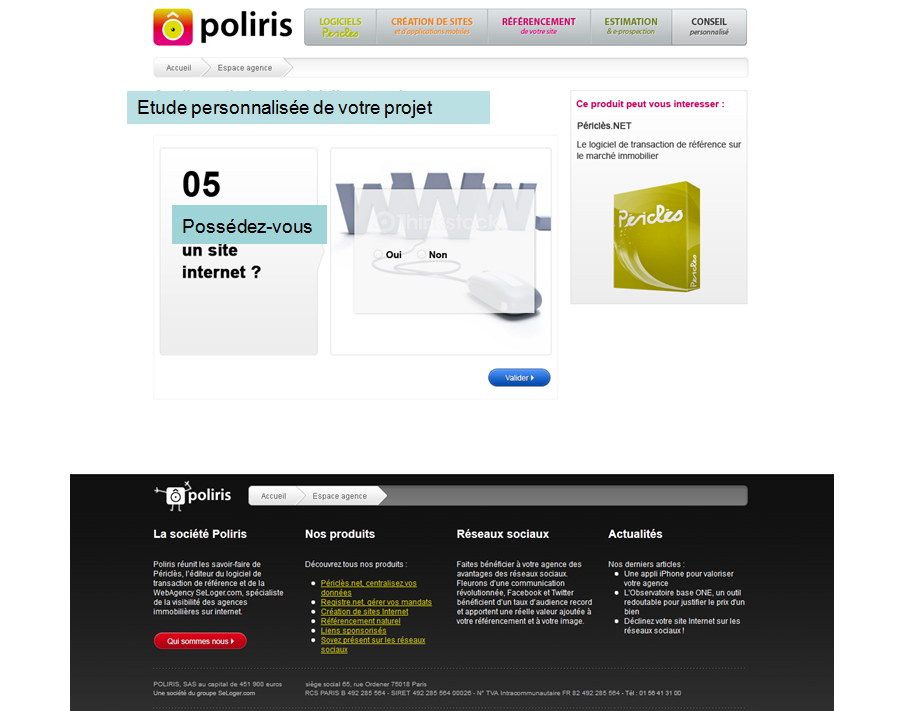 poliris
LOGICIELS
Périclès
CRÉATION DE SITES
et d'applications mobiles
RÉFÉRENCEMENT
de votre site
ESTIMATION
& e-prospection
CONSEIL
personnalisé
Accueil
Espace agence
Etude personnalisée de votre projet
Ce produit peut vous interesser :
Périclès.NET
Le logiciel de transaction de référence sur
le marché immobilier
Périclès
Périclès
05
Possédez-vous
un site
internet ?
WWW
Thinkstock
Oui
Non
Valider
poliris
Accueil
Espace agence
La société Poliris
Poliris réunit les savoir-faire de
Périclès, l'éditeur du logiciel de
transaction de référence et de la
WebAgency SeLoger.com, spécialiste
de la visibilité des agences
immobilières sur internet.
Qui sommes nous
Nos produits
Découvrez tous nos produits :
Périclès.net, centralisez vos
données
Registre.net, gérer vos mandats
Création de sites Internet
Référencement naturel
Liens sponsorisés
Soyez présent sur les réseaux
sociaux
Réseaux sociaux
Faites bénéficier à votre agence des
avantages des réseaux sociaux.
Fleurons d'une communication
révolutionnée, Facebook et Twitter
bénéficient d'un taux d'audience record
et apportent une réelle valeur ajoutée à
votre référencement et à votre image.
Actualités
Nos derniers articles :
Une appli iPhone pour valoriser
votre agence
L'Observatoire base ONE, un outil
redoutable pour justifier le prix d'un
bien
Déclinez votre site Internet sur les
réseaux sociaux !
POLIRIS, SAS au capital de 451 900 euros
Une société du groupe SeLoger.com
siège social 65, rue Ordener 75018 Paris
RCS PARIS B 492 285 564 - SIRET 492 285 564 00026 - N° TVA Intracommunautaire FR 82 492 285 564 - Tél : 01 56 41 31 00